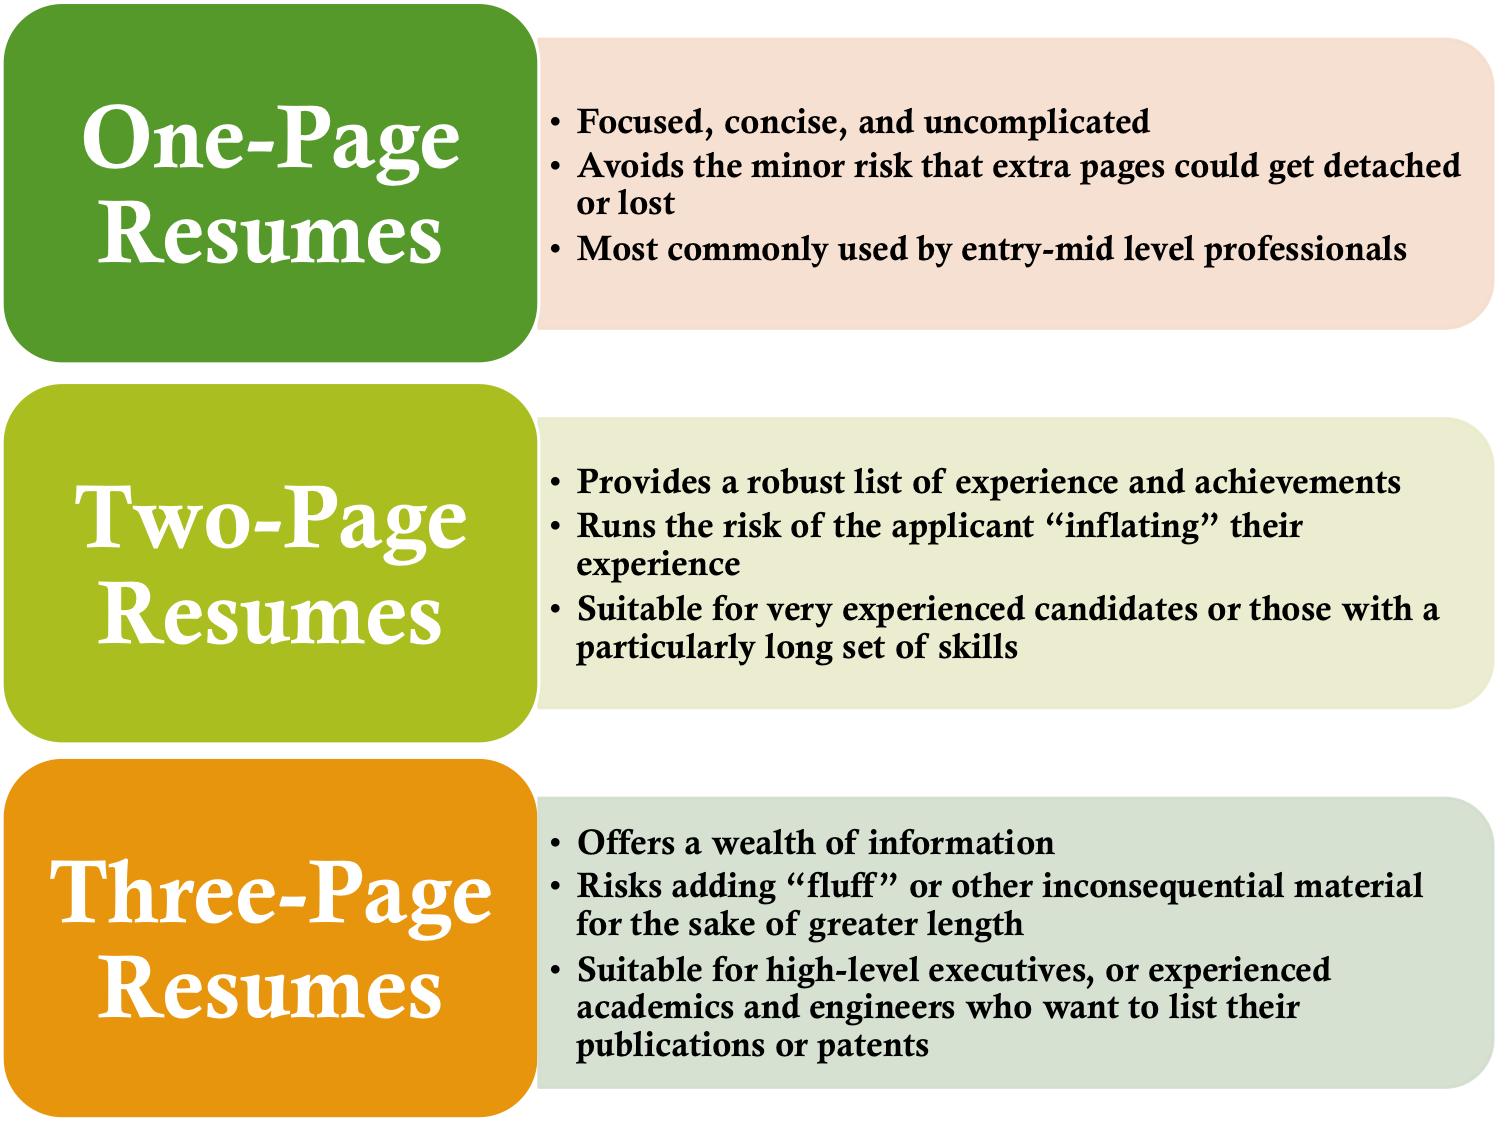 One-Page
Resumes
• Focused, concise, and uncomplicated
• Avoids the minor risk that extra pages could get detached
or lost
• Most commonly used by entry-mid level professionals
Two-Page
Resumes
• Provides a robust list of experience and achievements
• Runs the risk of the applicant “inflating” their
experience
• Suitable for very experienced candidates or those with a
particularly long set of skills
Three-Page
Resumes
• Offers a wealth of information
• Risks adding “fluff” or other inconsequential material
for the sake of greater length
• Suitable for high-level executives, or experienced
academics and engineers who want to list their
publications or patents